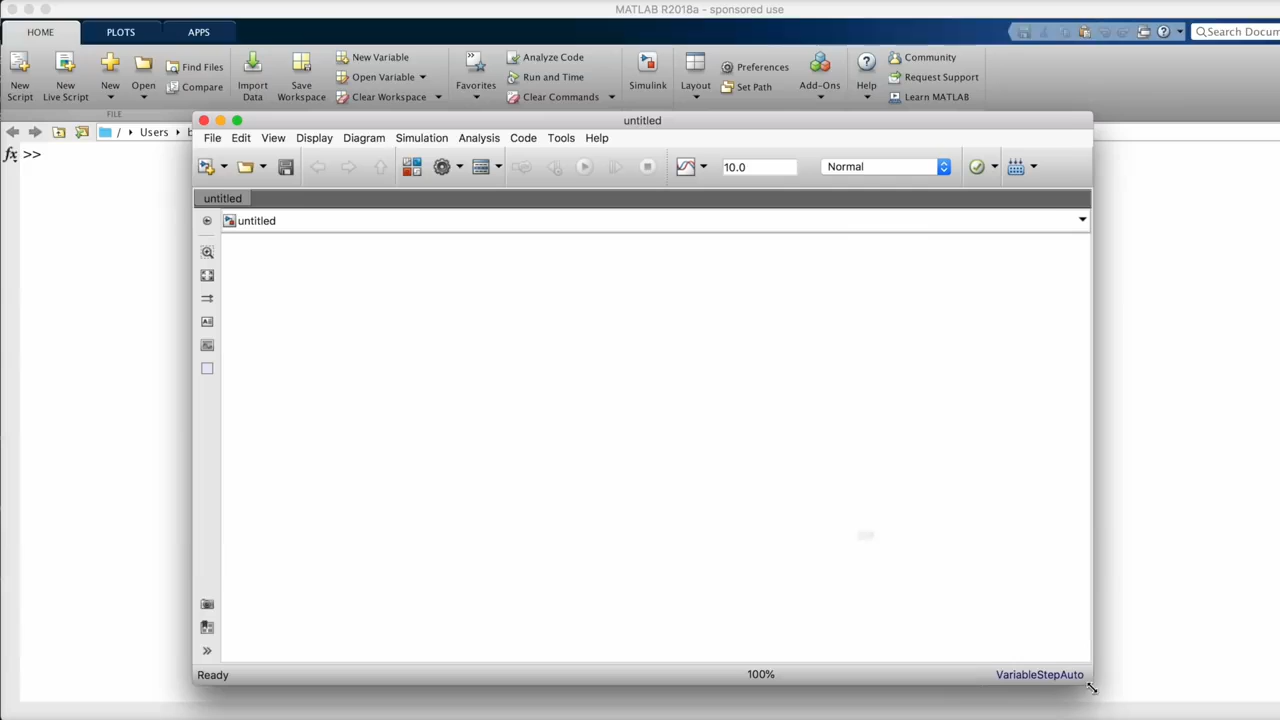 MATLAB R2018a - sponsored use
HOME PLOTS APPS
Search Docum
New Script
New Live Script
New
Open
Find Files
Compare
Import Data
Save Workspace
New Variable
Open Variable
Clear Workspace
Favorites
Analyze Code
Run and Time
Clear Commands
Simulink
Layout
Preferences
Set Path
Add-Ons
Help
Community
Request Support
Learn MATLAB
FILE
/ Users b
fx >>
untitled
File Edit View Display Diagram Simulation Analysis Code Tools Help
10.0 Normal
untitled
untitled
Ready 100% VariableStepAuto